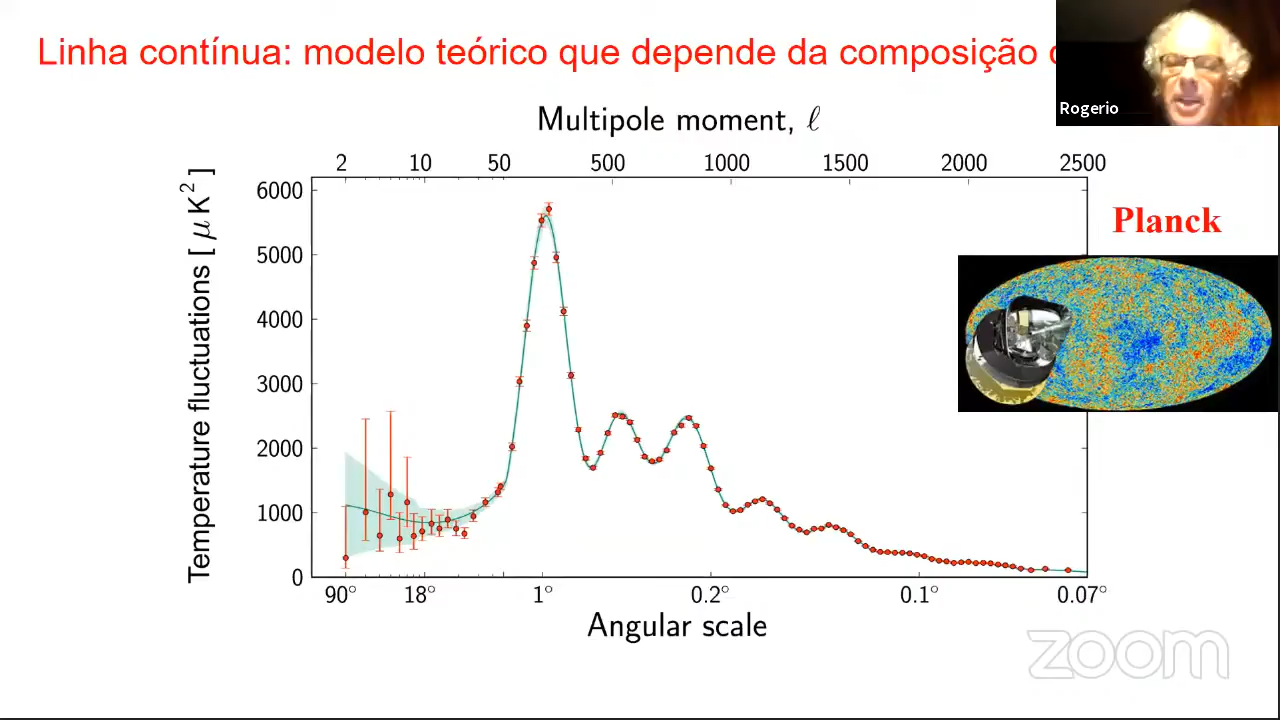 Linha contínua: modelo teórico que depende da composição
Rogerio
Multipole moment, ℓ
2 10 50 500 1000 1500 2000 2500
Temperature fluctuations [ μ K² ]
6000
5000
4000
3000
2000
1000
0
Planck
90° 18° 1° 0.2° 0.1° 0.07°
Angular scale
zoom